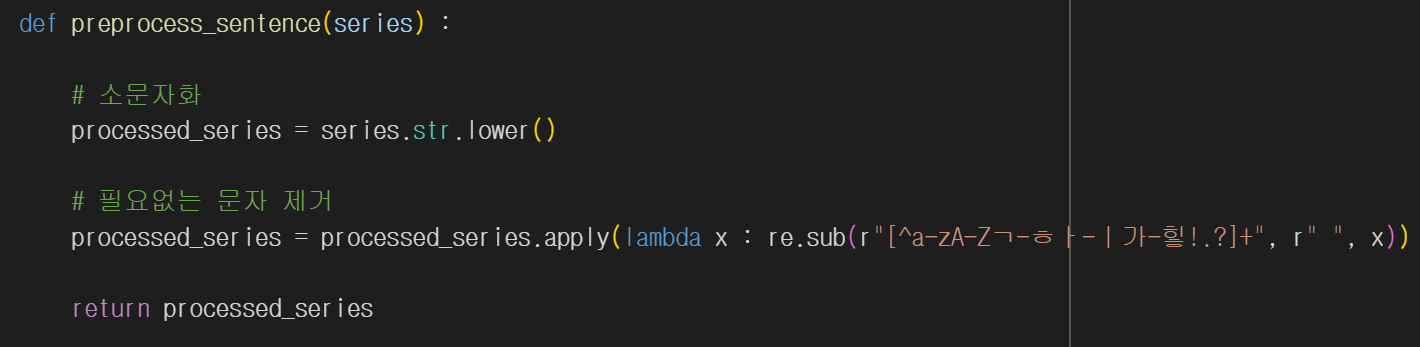 def preprocess_sentence(series) :
# 소문자화
processed_series = series.str.lower()
# 필요없는 문자 제거
processed_series = processed_series.apply(lambda x : re.sub(r"[^a-zA-Zㄱ-ㅎㅏ-ㅣ가-힣!.?]+", r" ", x))
return processed_series